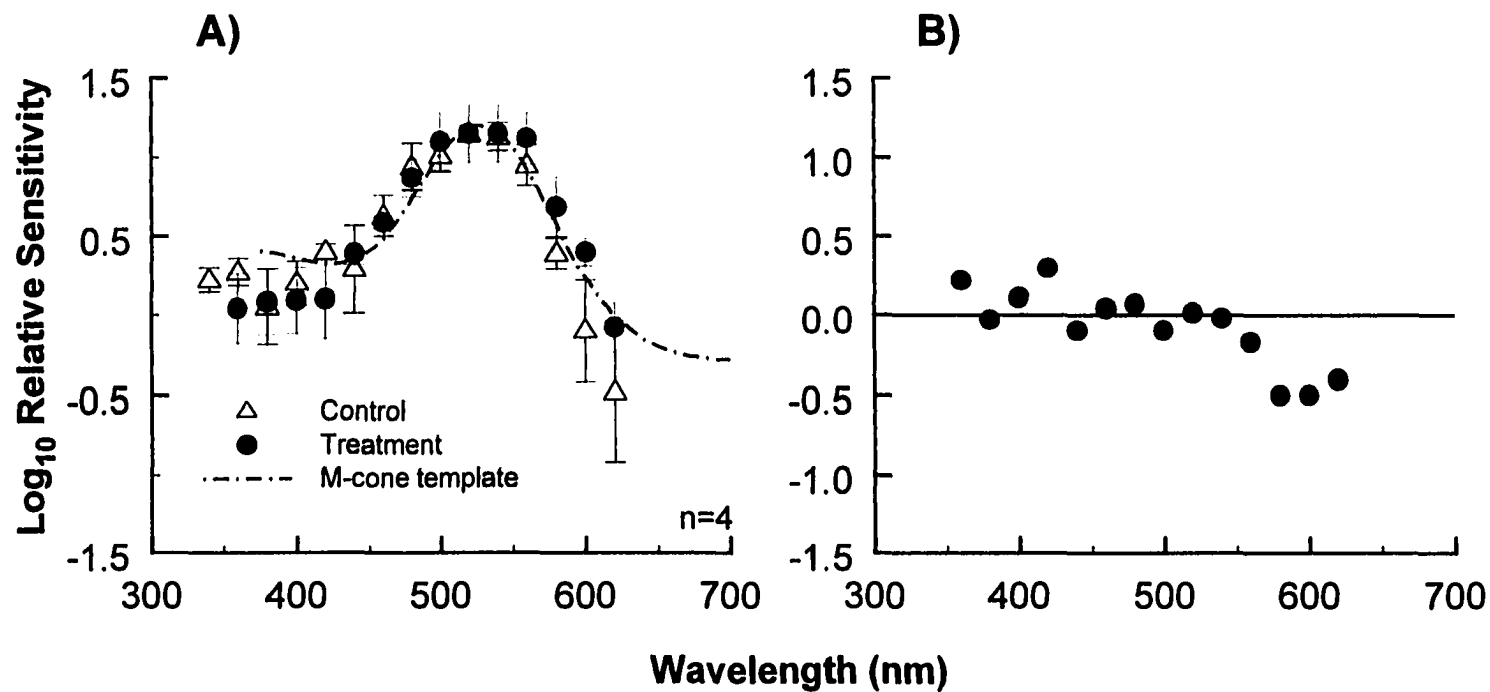 A)
B)
Log10 Relative Sensitivity
1.5
0.5
-0.5
-1.5
Control
Treatment
M-cone template
n=4
300
400
500
600
700
1.5
1.0
0.5
0.0
-0.5
-1.0
-1.5
300
400
500
600
700
Wavelength (nm)